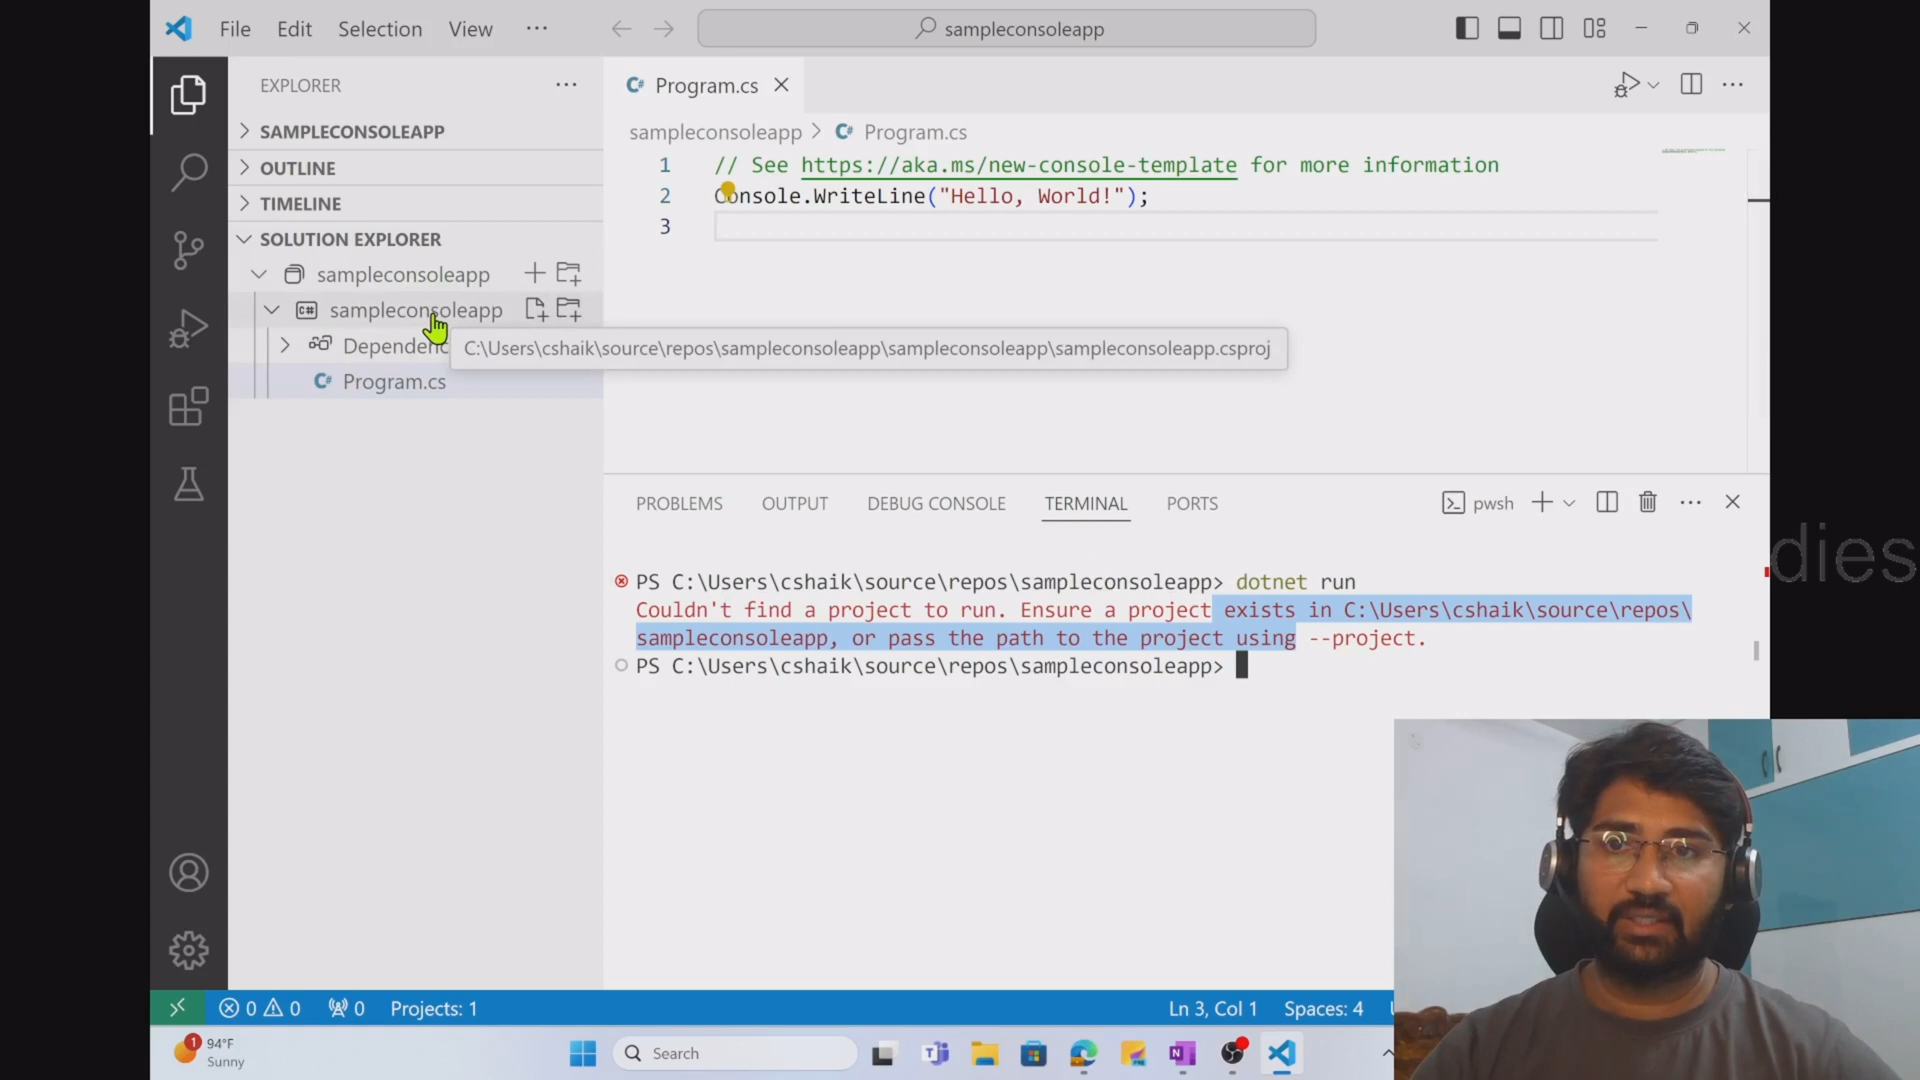 File Edit Selection View ···
sampleconsoleapp
EXPLORER ···
SAMPLECONSOLEAPP
OUTLINE
TIMELINE
SOLUTION EXPLORER
sampleconsoleapp
sampleconsoleapp
Dependenc
Program.cs
C:\Users\cshaik\source\repos\sampleconsoleapp\sampleconsoleapp\sampleconsoleapp.csproj
Program.cs
sampleconsoleapp > Program.cs
1 // See https://aka.ms/new-console-template for more information
2 Console.WriteLine("Hello, World!");
3
PROBLEMS OUTPUT DEBUG CONSOLE TERMINAL PORTS
pwsh
PS C:\Users\cshaik\source\repos\sampleconsoleapp> dotnet run
Couldn't find a project to run. Ensure a project exists in C:\Users\cshaik\source\repos\
sampleconsoleapp, or pass the path to the project using --project.
PS C:\Users\cshaik\source\repos\sampleconsoleapp>
dies
0 0 0 Projects: 1 Ln 3, Col 1 Spaces: 4
1 94°F
Sunny
Search